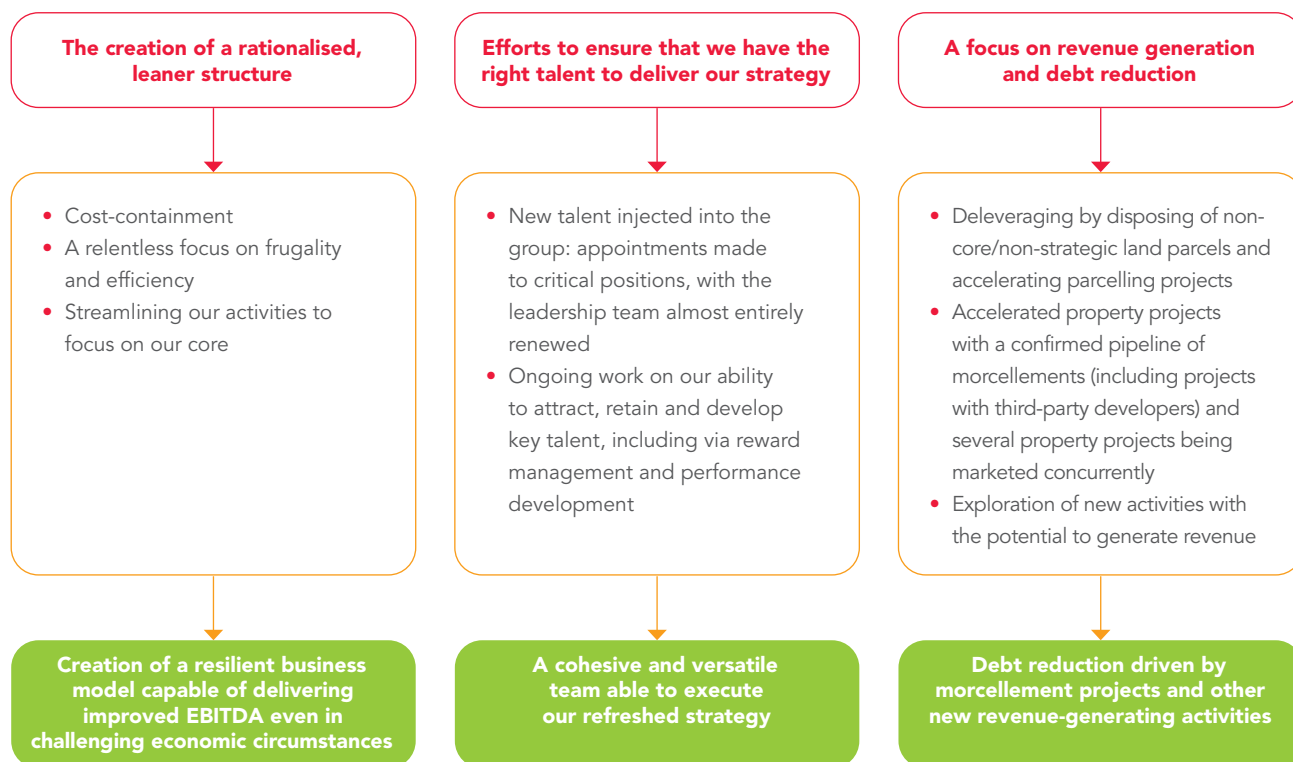 The creation of a rationalised,
leaner structure
• Cost-containment
• A relentless focus on frugality
and efficiency
• Streamlining our activities to
focus on our core
Creation of a resilient business
model capable of delivering
improved EBITDA even in
challenging economic circumstances
Efforts to ensure that we have the
right talent to deliver our strategy
• New talent injected into the
group: appointments made
to critical positions, with the
leadership team almost entirely
renewed
• Ongoing work on our ability
to attract, retain and develop
key talent, including via reward
management and performance
development
A cohesive and versatile
team able to execute
our refreshed strategy
A focus on revenue generation
and debt reduction
• Deleveraging by disposing of non-
core/non-strategic land parcels and
accelerating parcelling projects
• Accelerated property projects
with a confirmed pipeline of
morcellements (including projects
with third-party developers) and
several property projects being
marketed concurrently
• Exploration of new activities with
the potential to generate revenue
Debt reduction driven by
morcellement projects and other
new revenue-generating activities